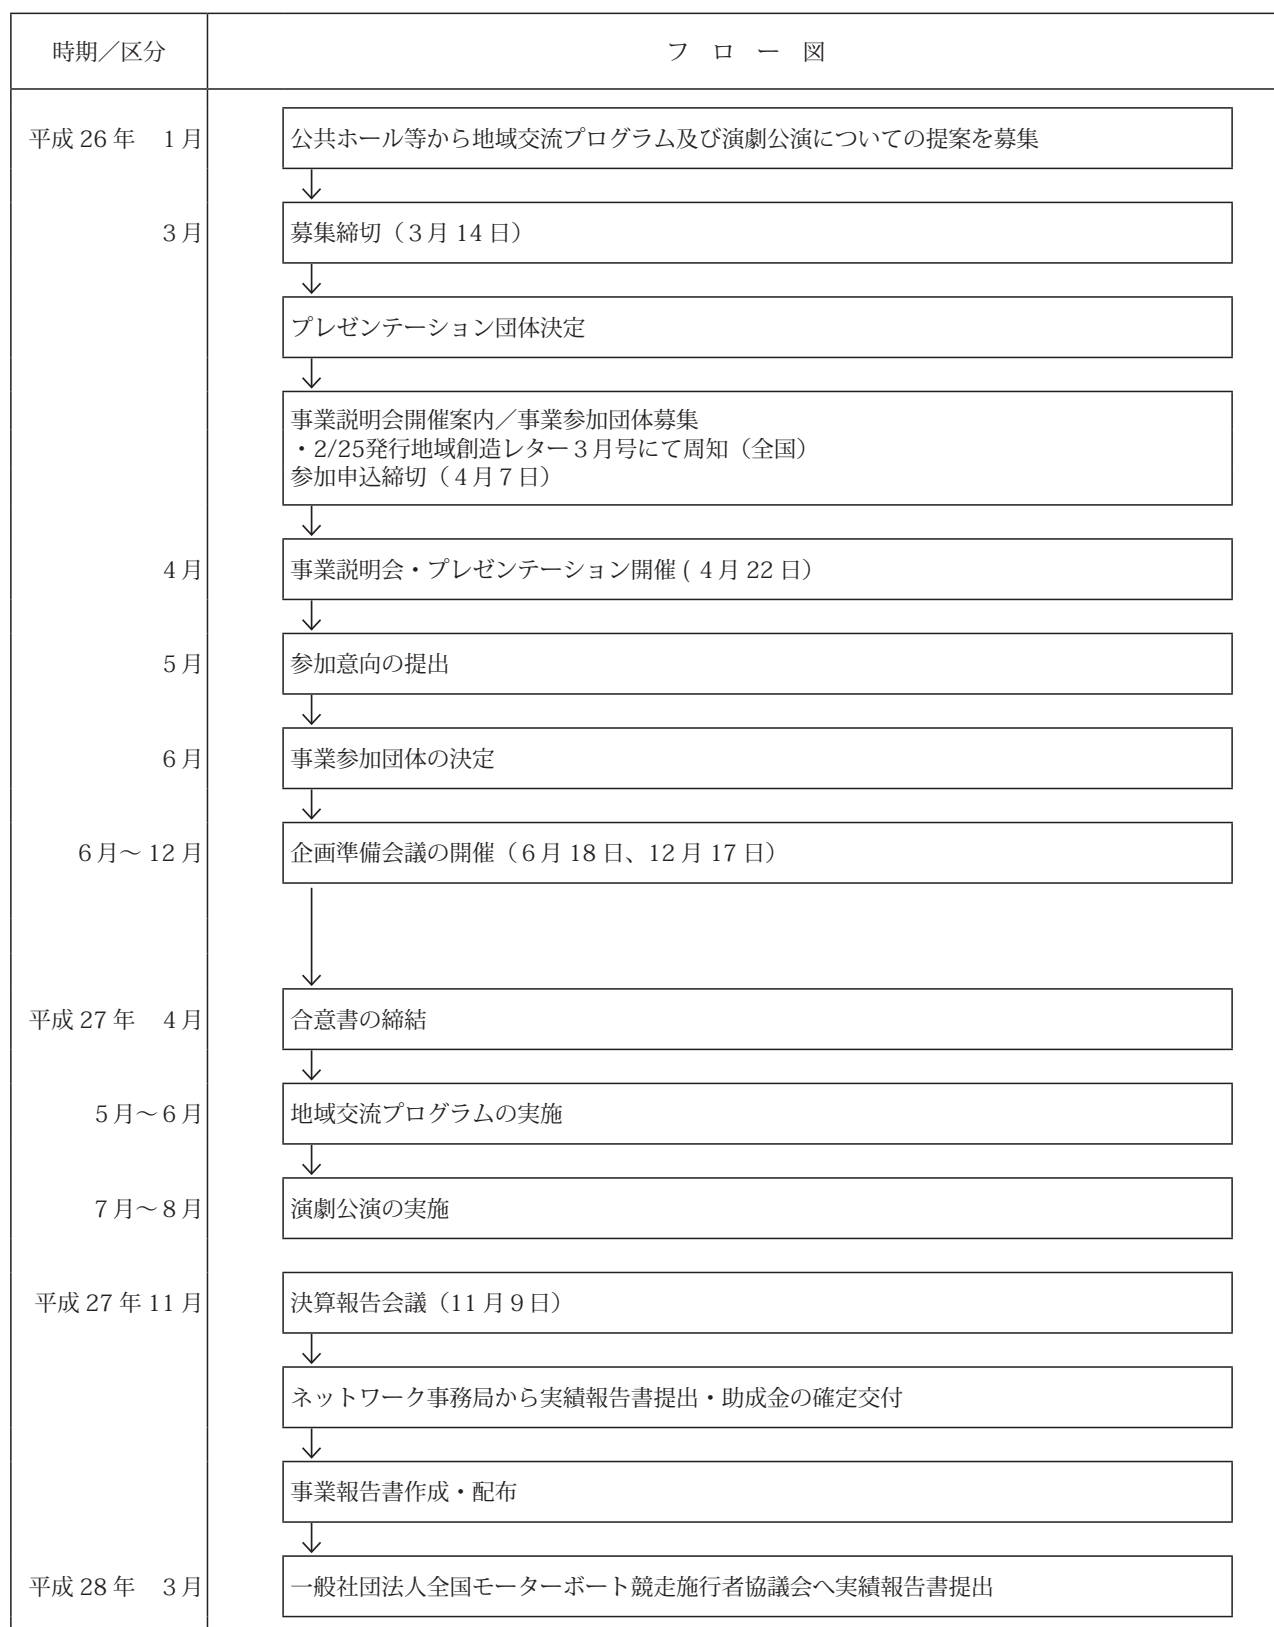 時期／区分
フ ロ ー 図
平成 26 年　1 月
公共ホール等から地域交流プログラム及び演劇公演についての提案を募集
3 月
募集締切（3 月 14 日）
プレゼンテーション団体決定
事業説明会開催案内／事業参加団体募集
・2/25発行地域創造レター３月号にて周知（全国）
参加申込締切（４月７日）
4 月
事業説明会・プレゼンテーション開催 ( 4 月 22 日）
5 月
参加意向の提出
6 月
事業参加団体の決定
6 月～ 12 月
企画準備会議の開催（6 月 18 日、12 月 17 日）
平成 27 年　4 月
合意書の締結
5 月～ 6 月
地域交流プログラムの実施
7 月～ 8 月
演劇公演の実施
平成 27 年 11 月
決算報告会議（11 月 9 日）
ネットワーク事務局から実績報告書提出・助成金の確定交付
事業報告書作成・配布
平成 28 年　3 月
一般社団法人全国モーターボート競走施行者協議会へ実績報告書提出